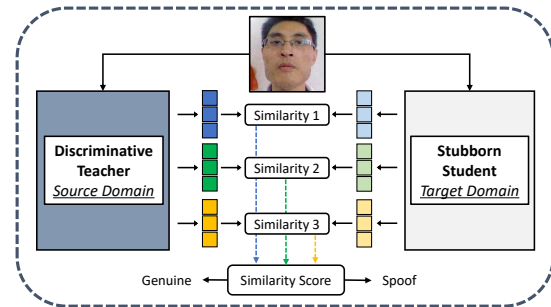 Similarity 1
Discriminative
Teacher
Source Domain
Similarity 2
Stubborn
Student
Target Domain
Similarity 3
Genuine
Similarity Score
Spoof